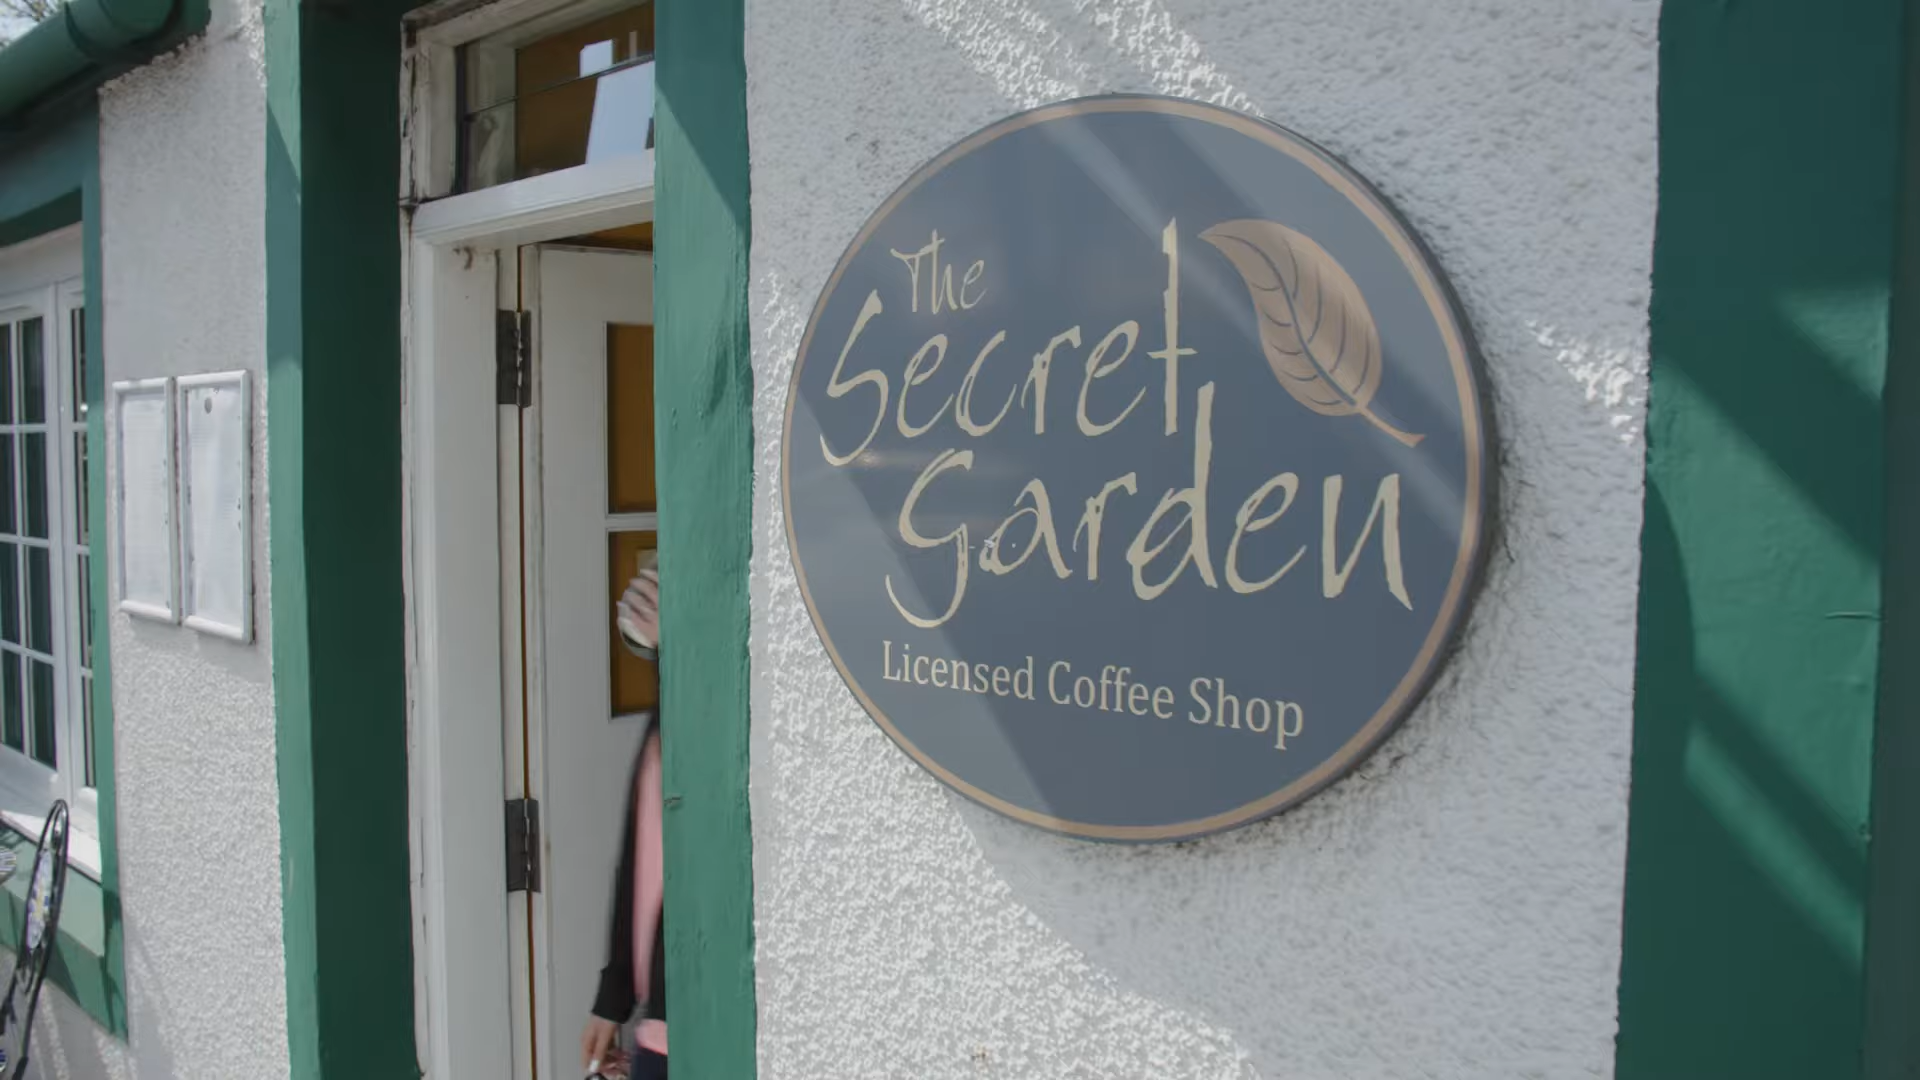 The
Secret
Garden
Licensed Coffee Shop